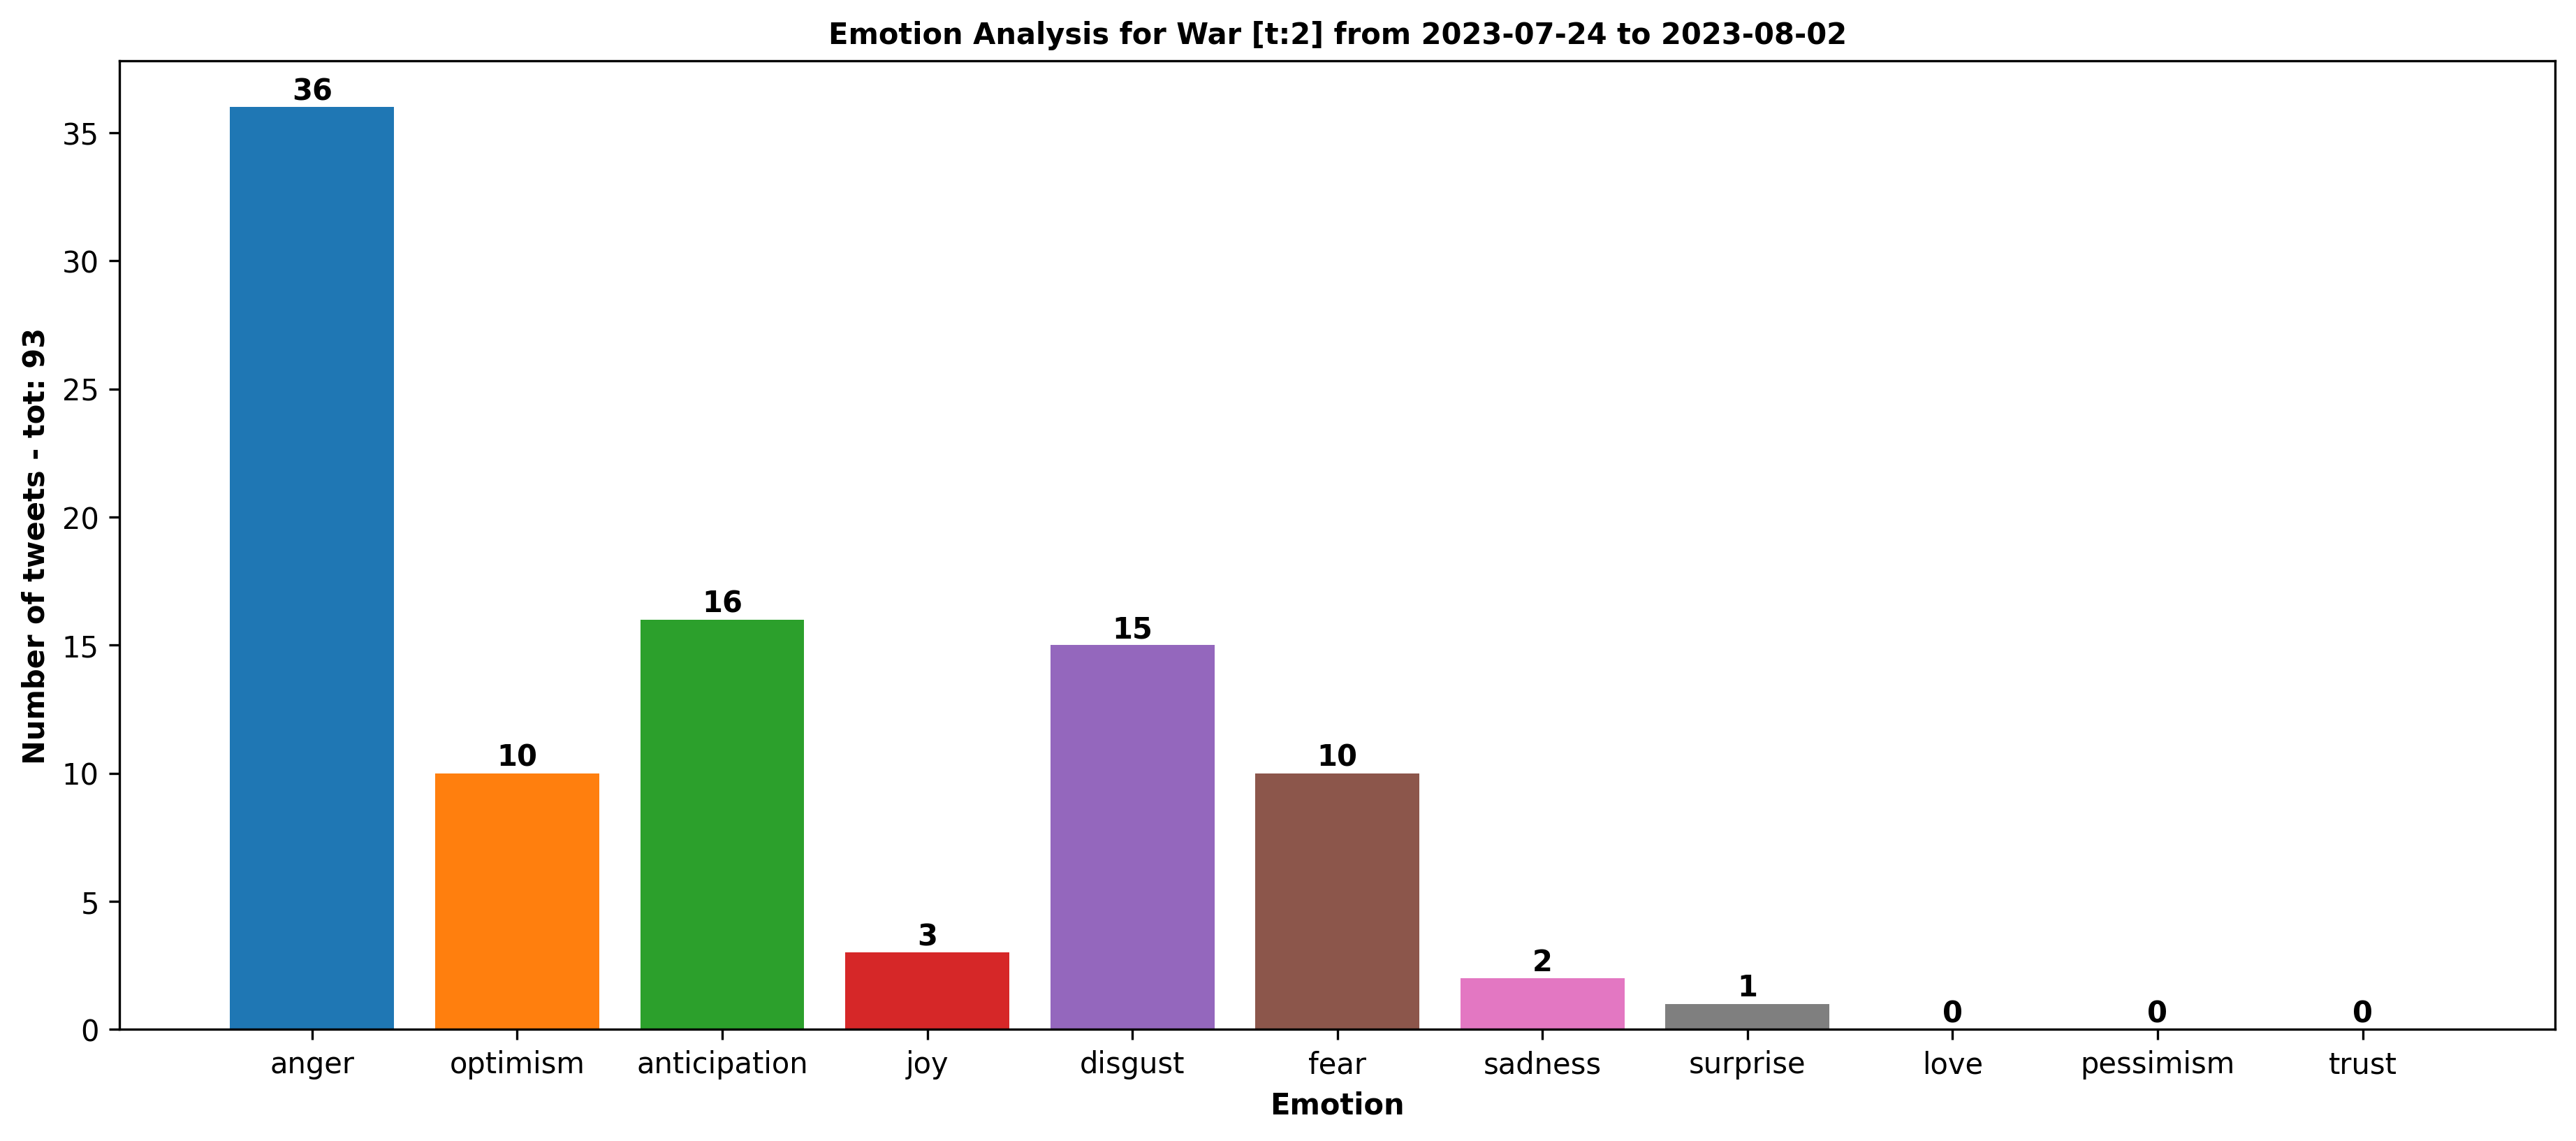 Emotion Analysis for War [t:2] from 2023-07-24 to 2023-08-02
Number of tweets - tot: 93
35
30
25
20
15
10
5
0
36
10
16
3
15
10
2
1
0
0
0
anger
optimism
anticipation
joy
disgust
fear
sadness
surprise
love
pessimism
trust
Emotion